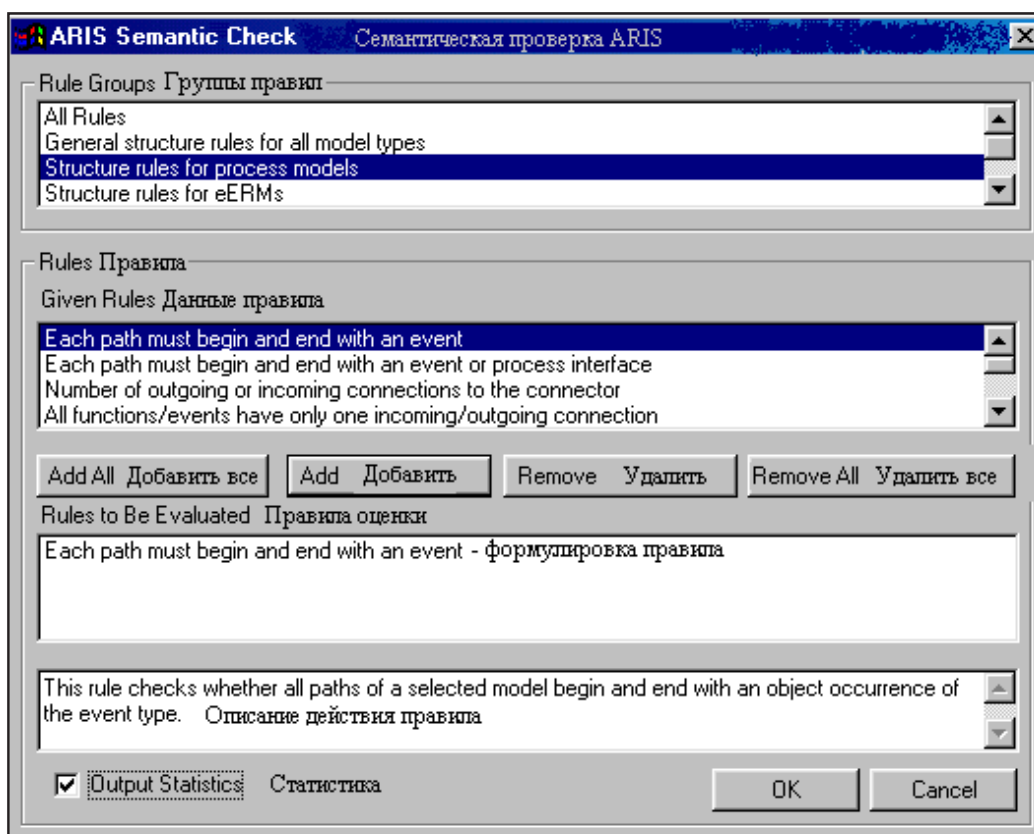 ARIS Semantic Check Семантическая проверка ARIS
Rule Groups Группы правил
All Rules
General structure rules for all model types
Structure rules for process models
Structure rules for eERMs
Rules Правила
Given Rules Данные правила
Each path must begin and end with an event
Each path must begin and end with an event or process interface
Number of outgoing or incoming connections to the connector
All functions/events have only one incoming/outgoing connection
Add All Добавить все Add Добавить Remove Удалить Remove All Удалить все
Rules to Be Evaluated Правила оценки
Each path must begin and end with an event - формулировка правила
This rule checks whether all paths of a selected model begin and end with an object occurrence of
the event type. Описание действия правила
Output Statistics Статистика OK Cancel